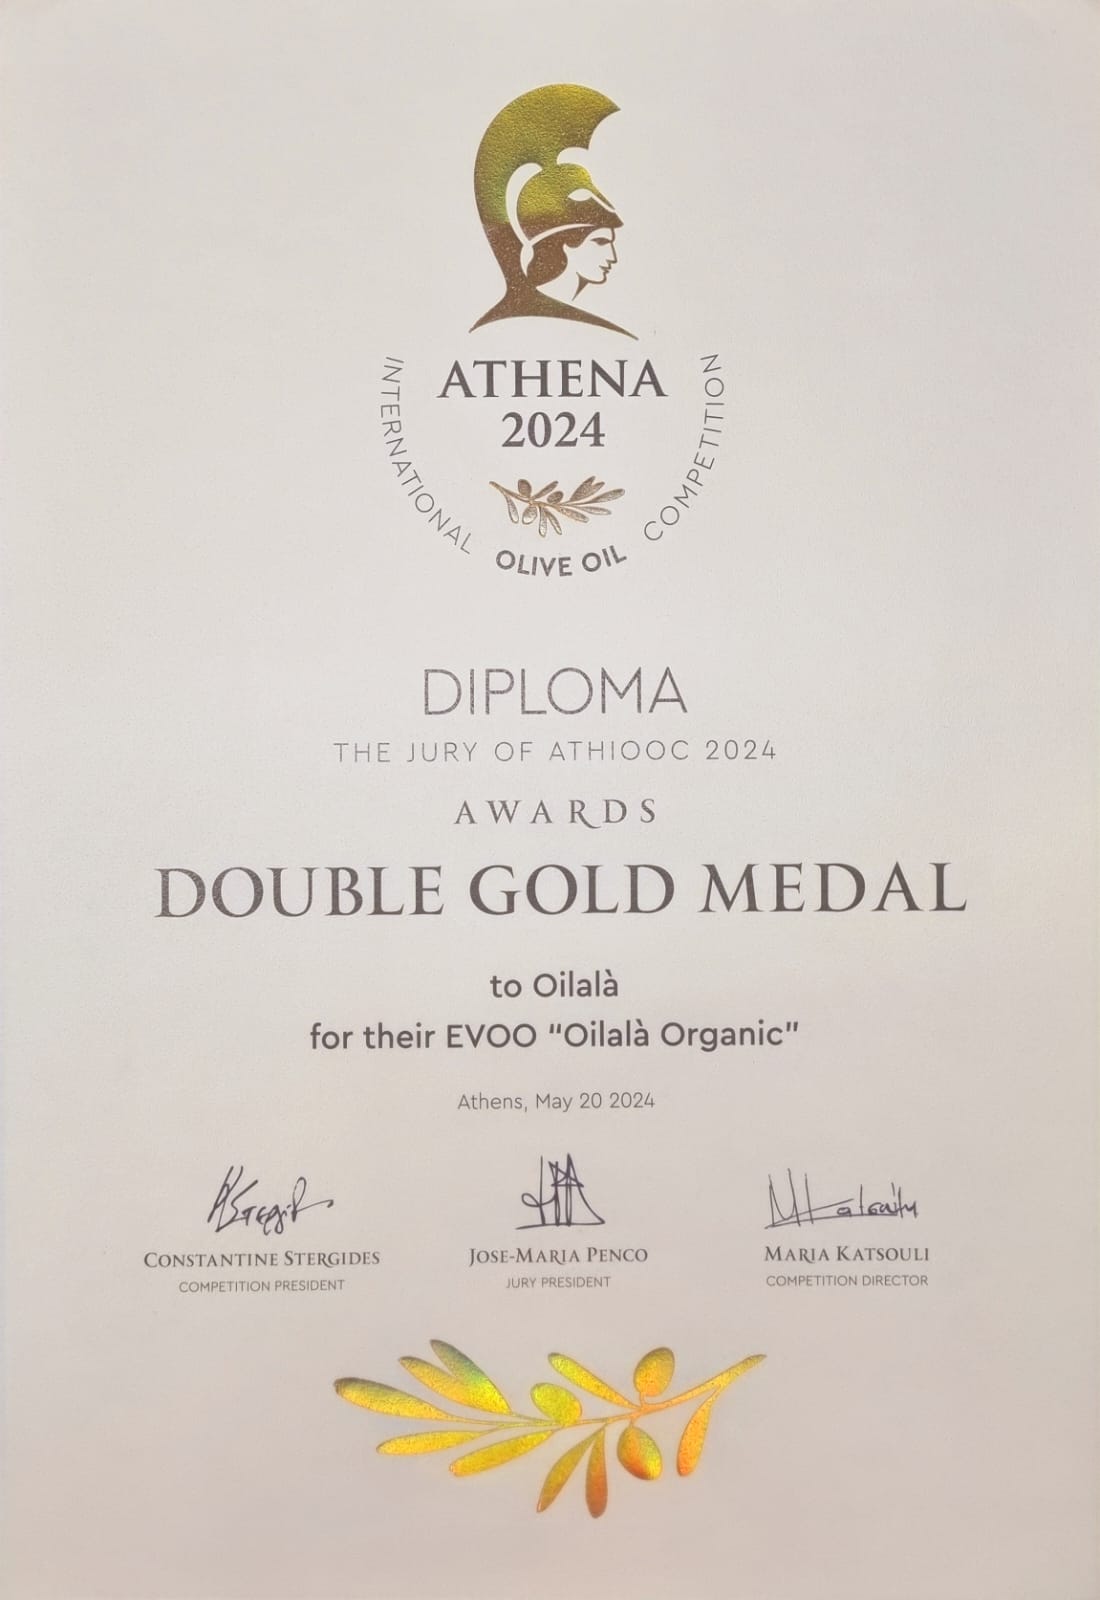 ATHENA
2024
INTERNATIONAL OLIVE OIL COMPETITION
DIPLOMA
THE JURY OF ATHIOOC 2024
AWARDS
DOUBLE GOLD MEDAL
to Oilalà
for their EVOO “Oilalà Organic”
Athens, May 20 2024
CONSTANTINE STERGIDES
COMPETITION PRESIDENT
JOSE-MARIA PENCO
JURY PRESIDENT
MARIA KATSOULI
COMPETITION DIRECTOR